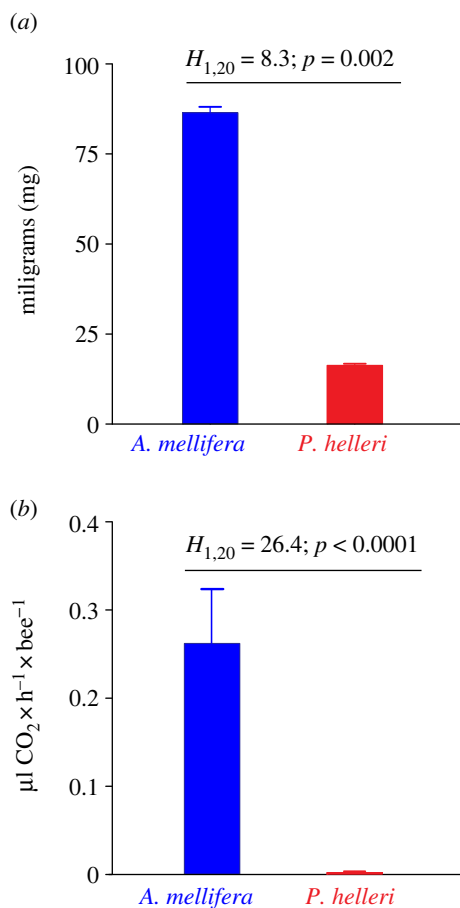 (a)
H1,20 = 8.3; p = 0.002
100
75
50
25
0
miligrams (mg)
A. mellifera P. helleri
(b)
H1,20 = 26.4; p < 0.0001
0.4
0.3
0.2
0.1
0
µl CO2 × h−1 × bee−1
A. mellifera P. helleri